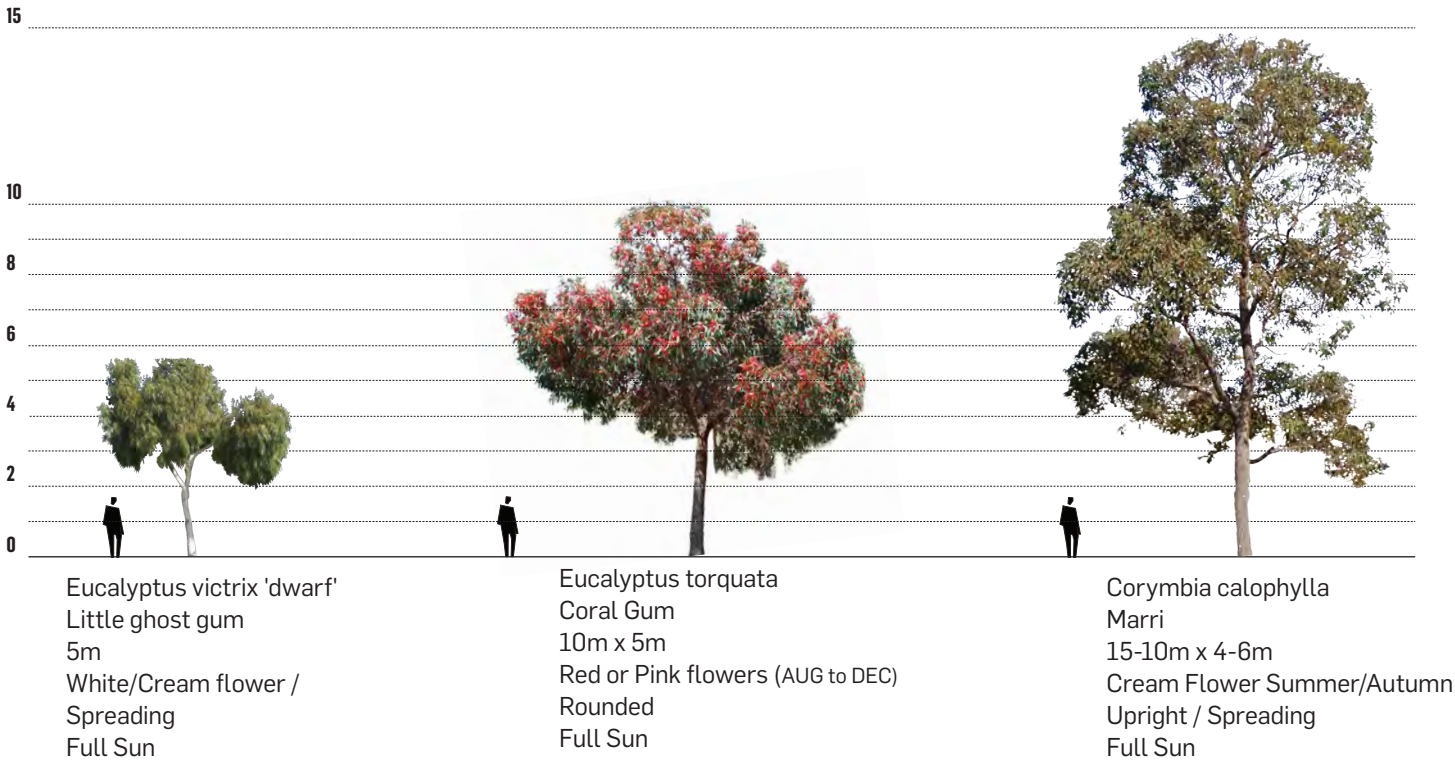 15
10
8
6
4
2
0
Eucalyptus victrix 'dwarf'
Little ghost gum
5m
White/Cream flower /
Spreading
Full Sun
Eucalyptus torquata
Coral Gum
10m x 5m
Red or Pink flowers (AUG to DEC)
Rounded
Full Sun
Corymbia calophylla
Marri
15-10m x 4-6m
Cream Flower Summer/Autumn
Upright / Spreading
Full Sun